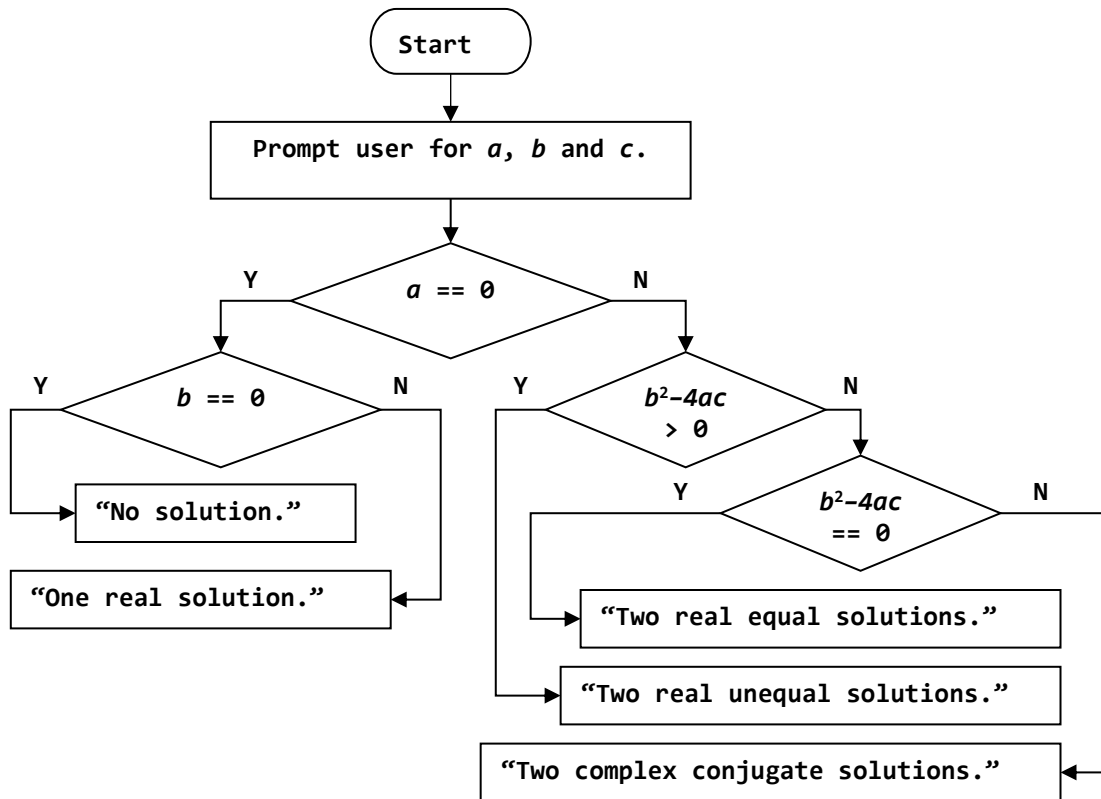 Start
Prompt user for a, b and c.
Y
N
a == 0
Y
N
b == 0
Y
N
b²–4ac
> 0
“No solution.”
Y
N
b²–4ac
== 0
“One real solution.”
“Two real equal solutions.”
“Two real unequal solutions.”
“Two complex conjugate solutions.”